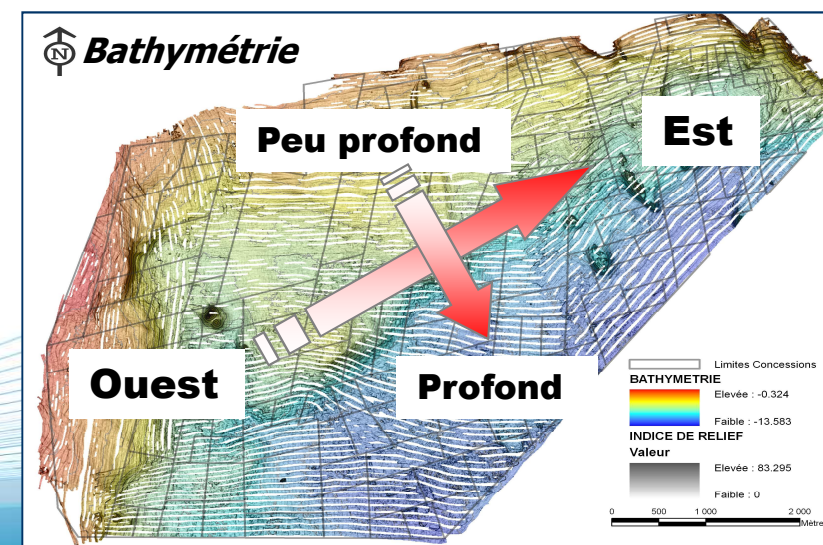 N
Bathymétrie
Peu profond
Est
Ouest
Profond
Limites Concessions
BATHYMETRIE
Elevée : -0.324
Faible : -13.583
INDICE DE RELIEF
Valeur
Elevée : 83.295
Faible : 0
0 500 1 000 2 000
Mètre